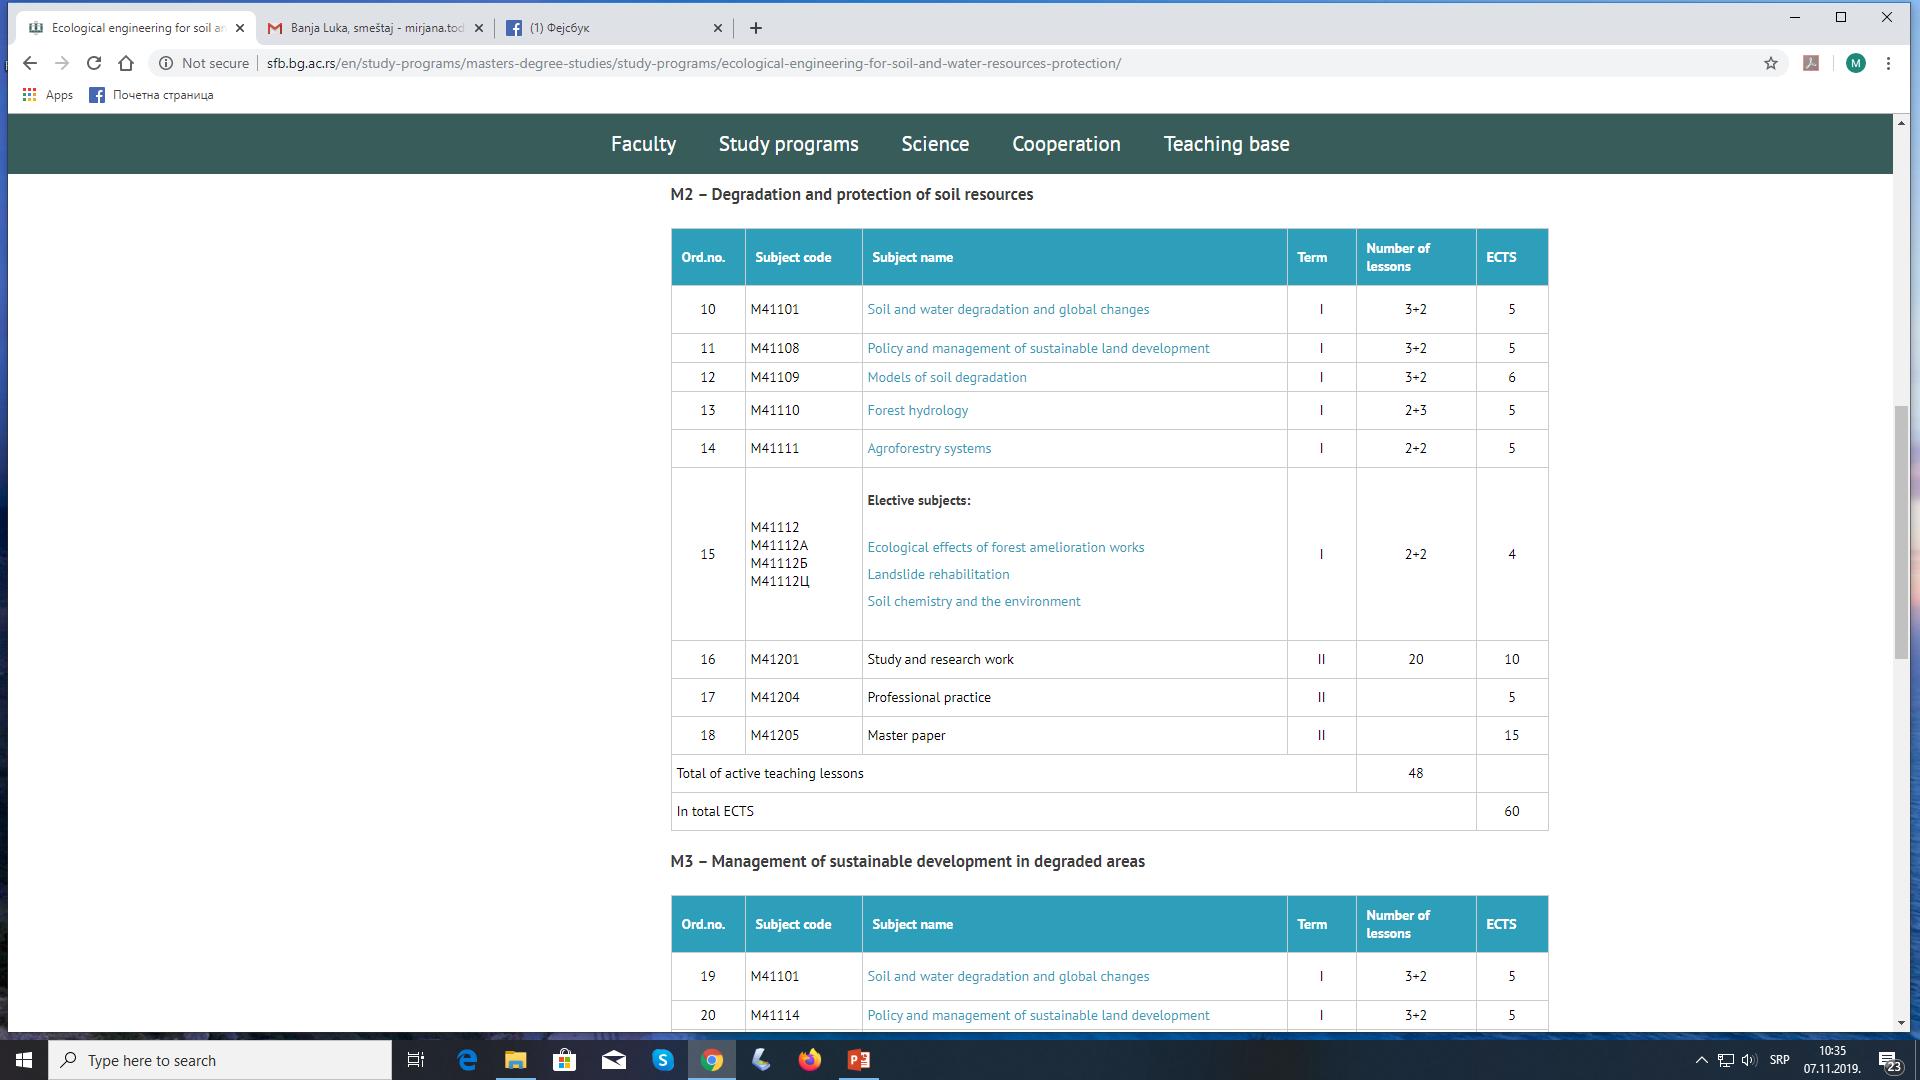 Ecological engineering for soil an
Banja Luka, smeštaj - mirjana.tod
(1) Фејсбук
Not secure
sfb.bg.ac.rs/en/study-programs/masters-degree-studies/study-programs/ecological-engineering-for-soil-and-water-resources-protection/
M
Apps
Почетна страница
Faculty Study programs Science Cooperation Teaching base
M2 – Degradation and protection of soil resources
Ord.no. Subject code Subject name Term Number of lessons ECTS
10 M41101 Soil and water degradation and global changes I 3+2 5
11 M41108 Policy and management of sustainable land development I 3+2 5
12 M41109 Models of soil degradation I 3+2 6
13 M41110 Forest hydrology I 2+3 5
14 M41111 Agroforestry systems I 2+2 5
15
M41112
M41112A
M41112Б
M41112Ц
Elective subjects:
Ecological effects of forest amelioration works
Landslide rehabilitation
Soil chemistry and the environment
I 2+2 4
16 M41201 Study and research work II 20 10
17 M41204 Professional practice II 5
18 M41205 Master paper II 15
Total of active teaching lessons 48
In total ECTS 60
M3 – Management of sustainable development in degraded areas
Ord.no. Subject code Subject name Term Number of lessons ECTS
19 M41101 Soil and water degradation and global changes I 3+2 5
20 M41114 Policy and management of sustainable land development I 3+2 5
Type here to search
SRP
10:35
07.11.2019.
23